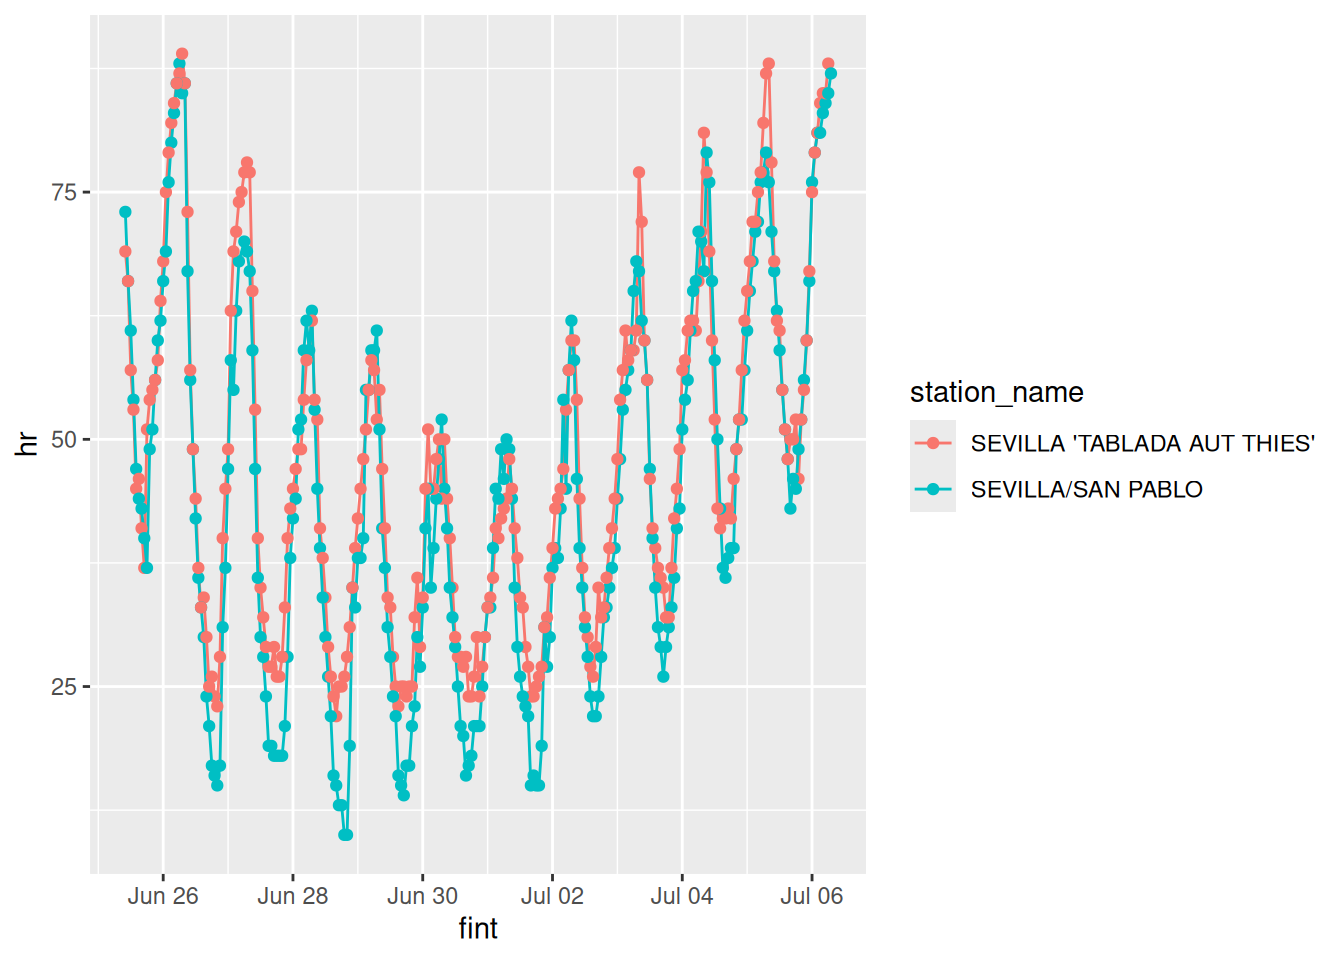 75
50
25
hr
Jun 26
Jun 28
Jun 30
Jul 02
Jul 04
Jul 06
fint
station_name
SEVILLA 'TABLADA AUT THIES'
SEVILLA/SAN PABLO